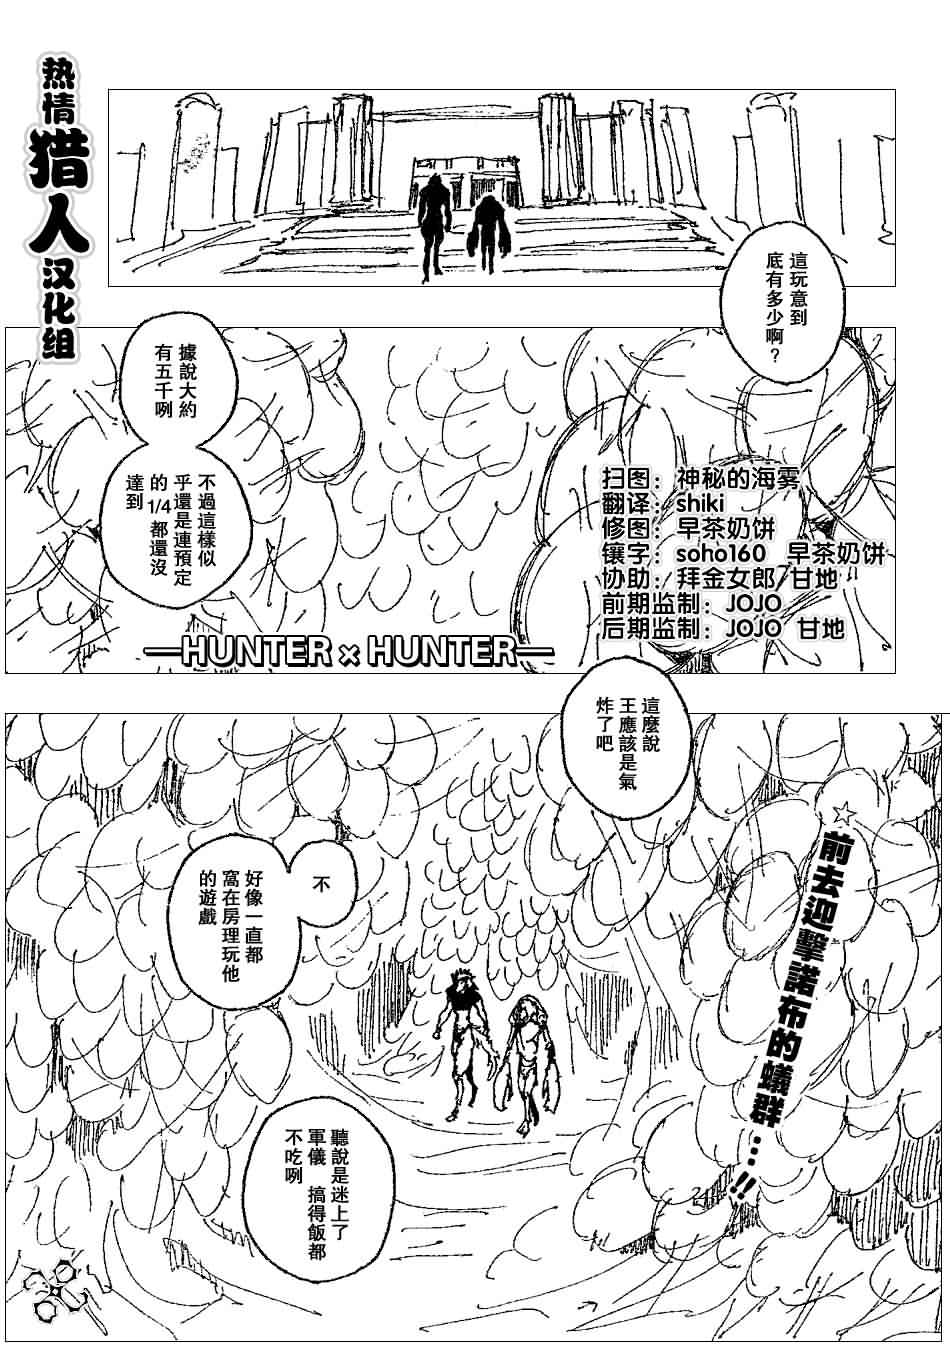 热情猎人汉化组
這玩意到
底有多少啊？
據說大約
有五千咧
不過這樣似
乎還是連預定
的1/4都還沒
達到
扫图：神秘的海雾
翻译：shiki
修图：早茶奶饼
镶字：soho160 早茶奶饼
协助：拜金女郎/甘地
前期监制：JOJO
后期监制：JOJO 甘地
—HUNTER×HUNTER—
這麼說
王應該是氣
炸了吧
不
好像一直都
窩在房理玩他
的遊戲
☆前去迎擊諾布的蟻群…!!
聽說是迷上了
軍儀 搞得飯都
不吃咧